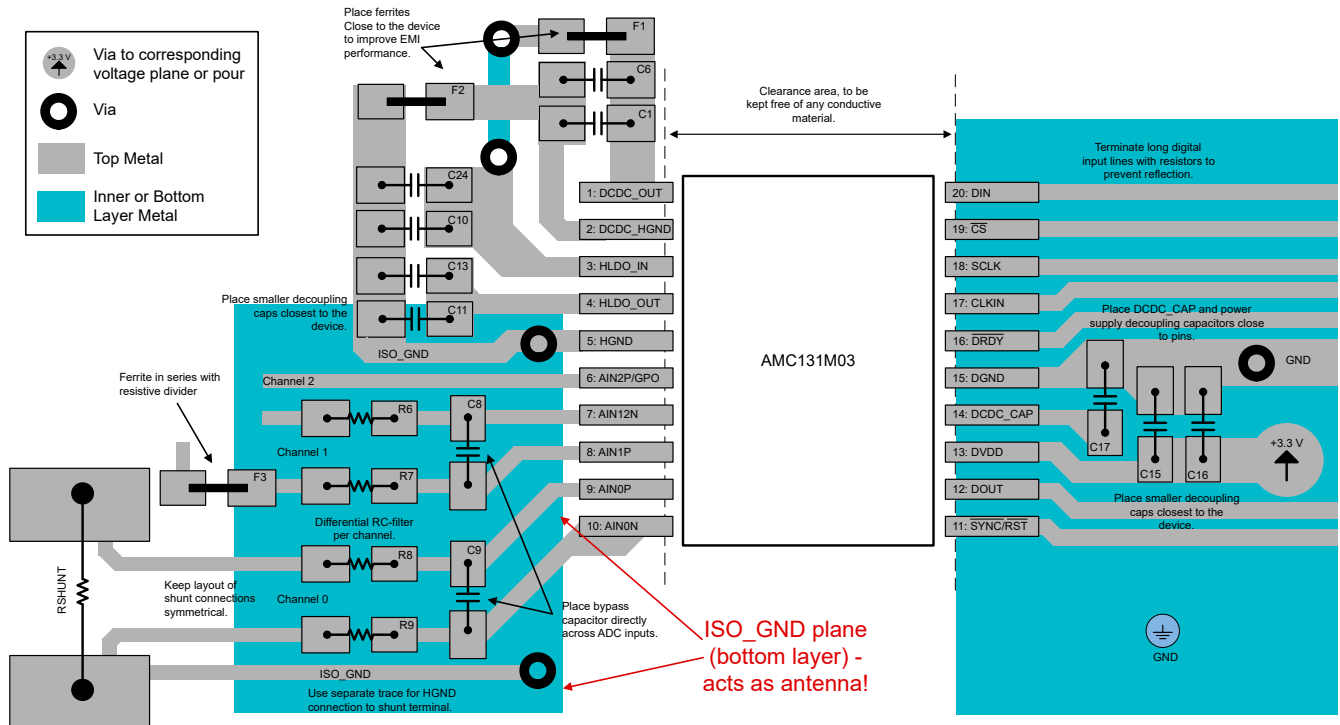 +3.3 V
Via to corresponding
voltage plane or pour
Via
Top Metal
Inner or Bottom
Layer Metal
Place ferrites
Close to the device
to improve EMI
performance.
F1
C6
F2
C1
Clearance area, to be
kept free of any conductive
material.
Terminate long digital
input lines with resistors to
prevent reflection.
C24
C10
C13
C11
1: DCDC_OUT
2: DCDC_HGND
3: HLDO_IN
4: HLDO_OUT
5: HGND
6: AIN2P/GPO
7: AIN12N
8: AIN1P
9: AIN0P
10: AIN0N
AMC131M03
20: DIN
19: CS
18: SCLK
17: CLKIN
16: DRDY
15: DGND
14: DCDC_CAP
13: DVDD
12: DOUT
11: SYNC/RST
Place smaller decoupling
caps closest to the
device.
ISO_GND
Place DCDC_CAP and power
supply decoupling capacitors close
to pins.
GND
C17
C15
C16
+3.3 V
Place smaller decoupling
caps closest to the
device.
Ferrite in series with
resistive divider
Channel 2
R6
C8
Channel 1
F3
R7
Differential RC-filter
per channel.
R8
C9
RSHUNT
Keep layout of
shunt connections
symmetrical.
Channel 0
R9
Place bypass
capacitor directly
across ADC inputs.
ISO_GND
Use separate trace for HGND
connection to shunt terminal.
ISO_GND plane
(bottom layer) -
acts as antenna!
GND